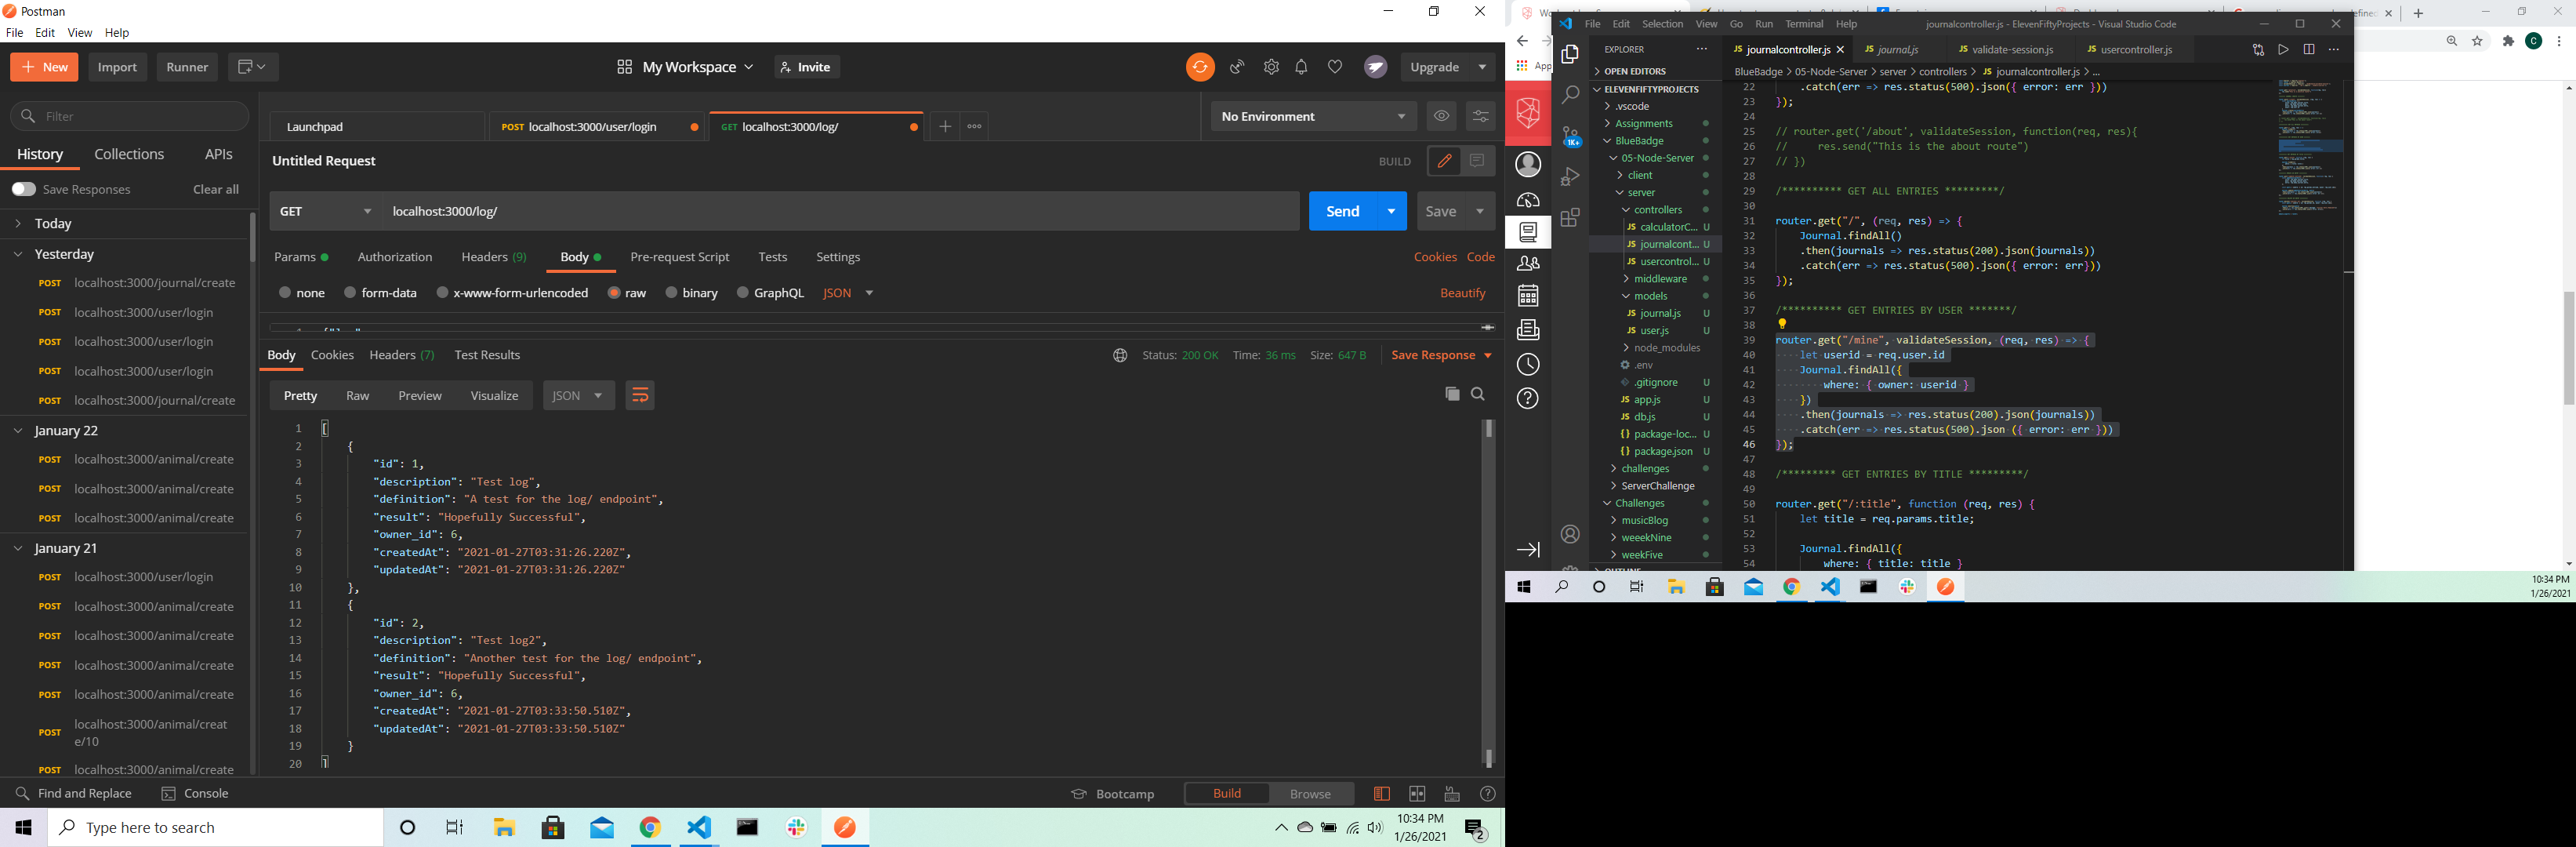 Postman
File Edit View Help
New Import Runner
My Workspace Invite
Upgrade
Filter
History Collections APIs
Save Responses Clear all
Today
Yesterday
POST localhost:3000/journal/create
POST localhost:3000/user/login
POST localhost:3000/user/login
POST localhost:3000/user/login
POST localhost:3000/journal/create
January 22
POST localhost:3000/animal/create
POST localhost:3000/animal/create
POST localhost:3000/animal/create
January 21
POST localhost:3000/user/login
POST localhost:3000/animal/create
POST localhost:3000/animal/create
POST localhost:3000/animal/create
POST localhost:3000/animal/create
POST localhost:3000/animal/creat
e/10
POST localhost:3000/animal/create
Launchpad
POST localhost:3000/user/login
GET localhost:3000/log/
No Environment
Untitled Request
BUILD
GET localhost:3000/log/
Send Save
Params Authorization Headers (9) Body Pre-request Script Tests Settings
Cookies Code
none form-data x-www-form-urlencoded raw binary GraphQL JSON
Beautify
Body Cookies Headers (7) Test Results
Status: 200 OK Time: 36 ms Size: 647 B Save Response
Pretty Raw Preview Visualize JSON
1 [
2 {
3 "id": 1,
4 "description": "Test log",
5 "definition": "A test for the log/ endpoint",
6 "result": "Hopefully Successful",
7 "owner_id": 6,
8 "createdAt": "2021-01-27T03:31:26.220Z",
9 "updatedAt": "2021-01-27T03:31:26.220Z"
10 },
11 {
12 "id": 2,
13 "description": "Test log2",
14 "definition": "Another test for the log/ endpoint",
15 "result": "Hopefully Successful",
16 "owner_id": 6,
17 "createdAt": "2021-01-27T03:33:50.510Z",
18 "updatedAt": "2021-01-27T03:33:50.510Z"
19 }
20 ]
Find and Replace Console
Bootcamp Build Browse
Type here to search
10:34 PM
1/26/2021
2
File Edit Selection View Go Run Terminal Help
journalcontroller.js - ElevenFiftyProjects - Visual Studio Code
App
EXPLORER
OPEN EDITORS
ELEVENFIFTYPROJECTS
.vscode
Assignments
BlueBadge
05-Node-Server
client
server
controllers
JS calculatorC... U
JS journalcont... U
JS usercontrol... U
middleware
models
JS journal.js U
JS user.js U
node_modules
.env
.gitignore U
JS app.js U
JS db.js U
{} package-loc... U
{} package.json U
challenges
ServerChallenge
Challenges
musicBlog
weeekNine
weekFive
OUTLINE
1K+
JS journalcontroller.js
JS journal.js
JS validate-session.js
JS usercontroller.js
BlueBadge > 05-Node-Server > server > controllers > JS journalcontroller.js > ...
22 .catch(err => res.status(500).json({ error: err }))
23 });
24
25 // router.get('/about', validateSession, function(req, res){
26 // res.send("This is the about route")
27 // })
28
29 /********** GET ALL ENTRIES *********/
30
31 router.get("/", (req, res) => {
32 Journal.findAll()
33 .then(journals => res.status(200).json(journals))
34 .catch(err => res.status(500).json({ error: err}))
35 });
36
37 /********** GET ENTRIES BY USER *******/
38
39 router.get("/mine", validateSession, (req, res) => {
40 let userid = req.user.id
41 Journal.findAll({
42 where: { owner: userid }
43 })
44 .then(journals => res.status(200).json(journals))
45 .catch(err => res.status(500).json ({ error: err }))
46 });
47
48 /********* GET ENTRIES BY TITLE *********/
49
50 router.get("/:title", function (req, res) {
51 let title = req.params.title;
52
53 Journal.findAll({
54 where: { title: title }
C
10:34 PM
1/26/2021